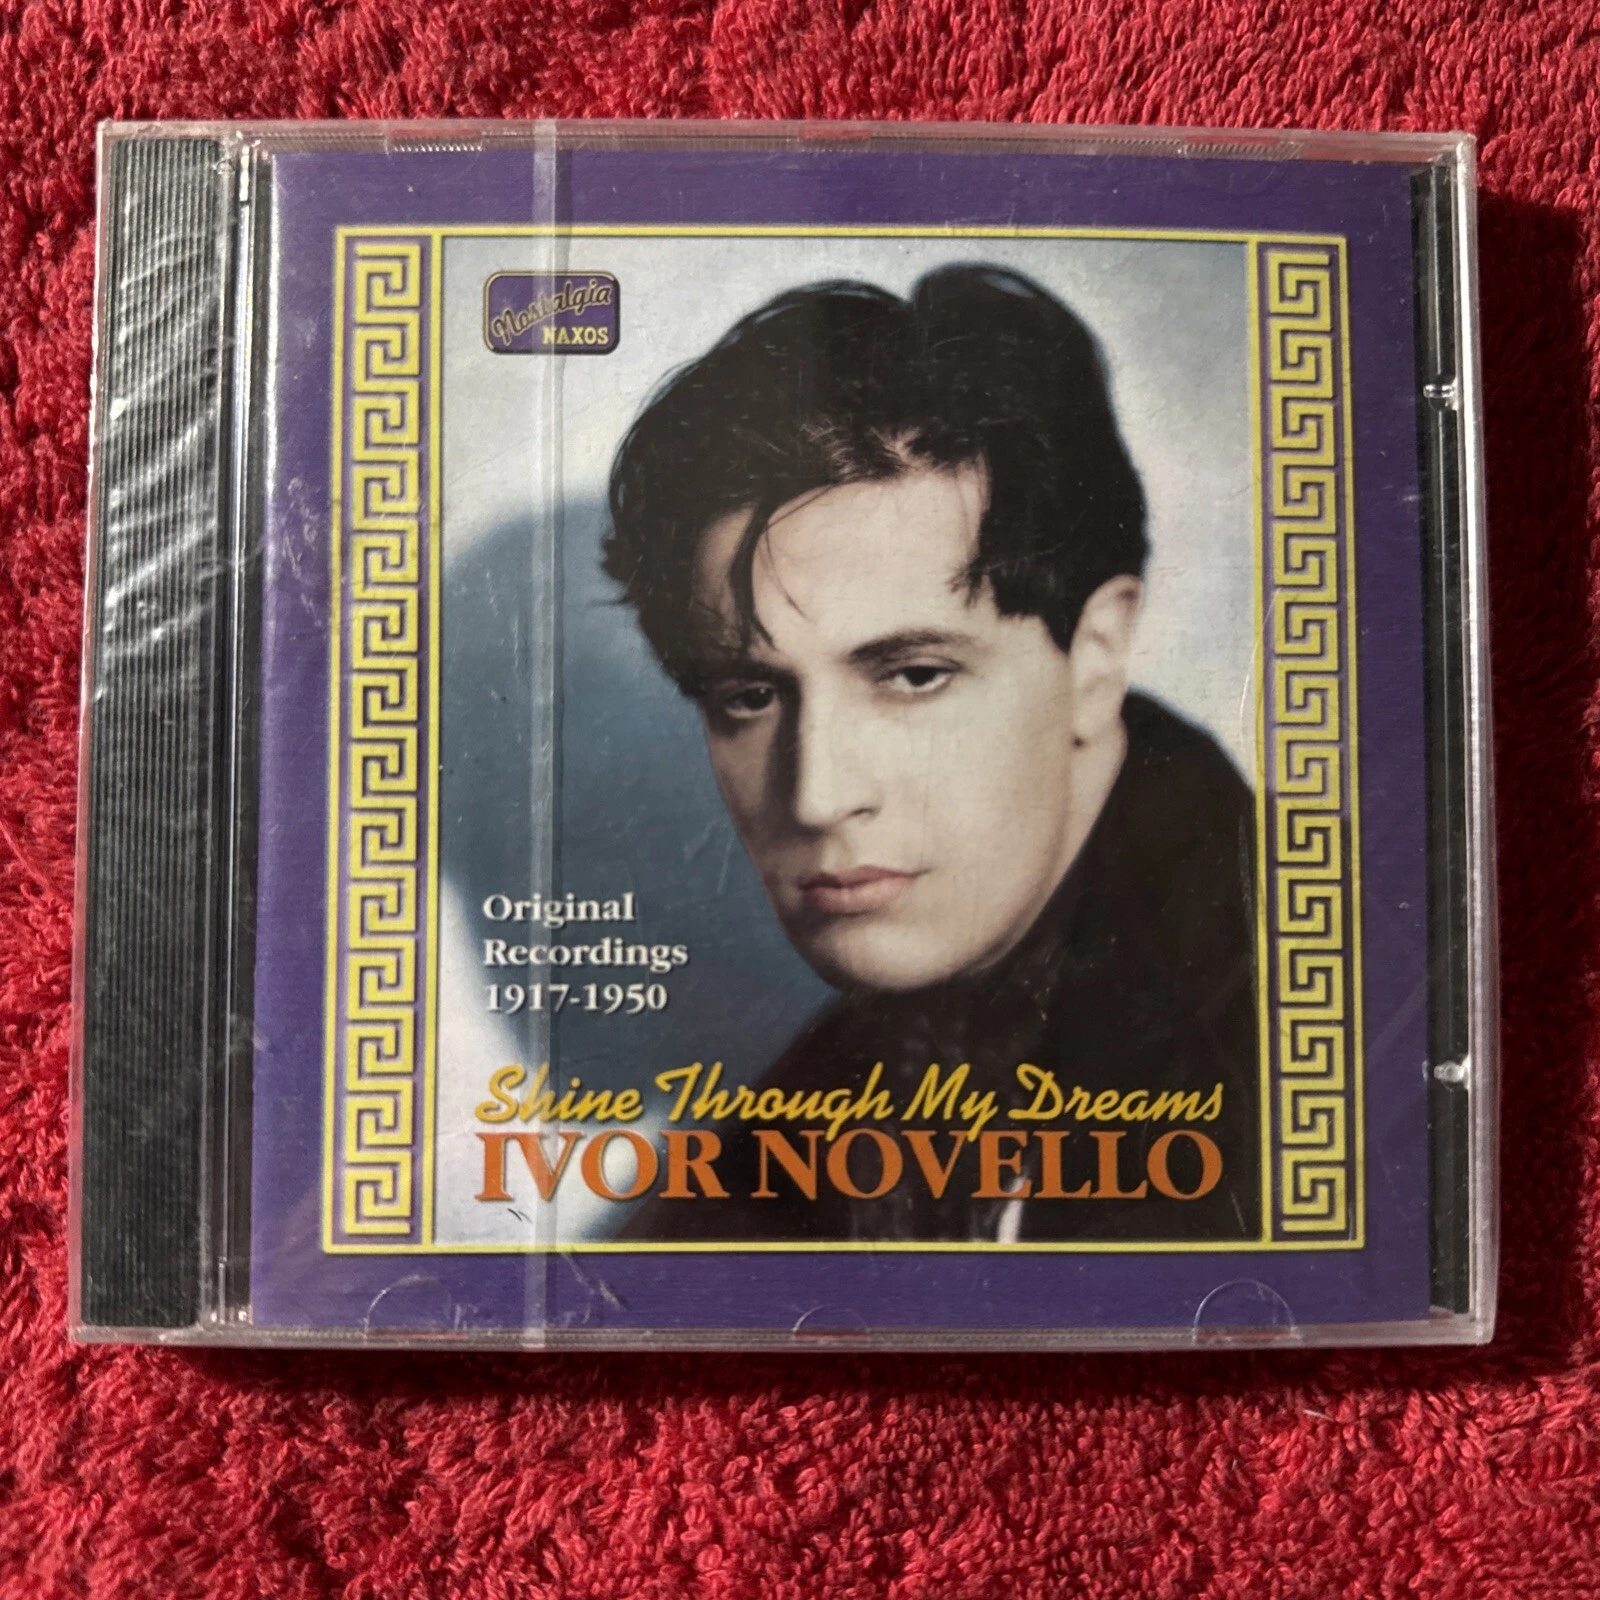 Nostalgia
NAXOS
Original
Recordings
1917-1950
Shine Through My Dreams
IVOR NOVELLO